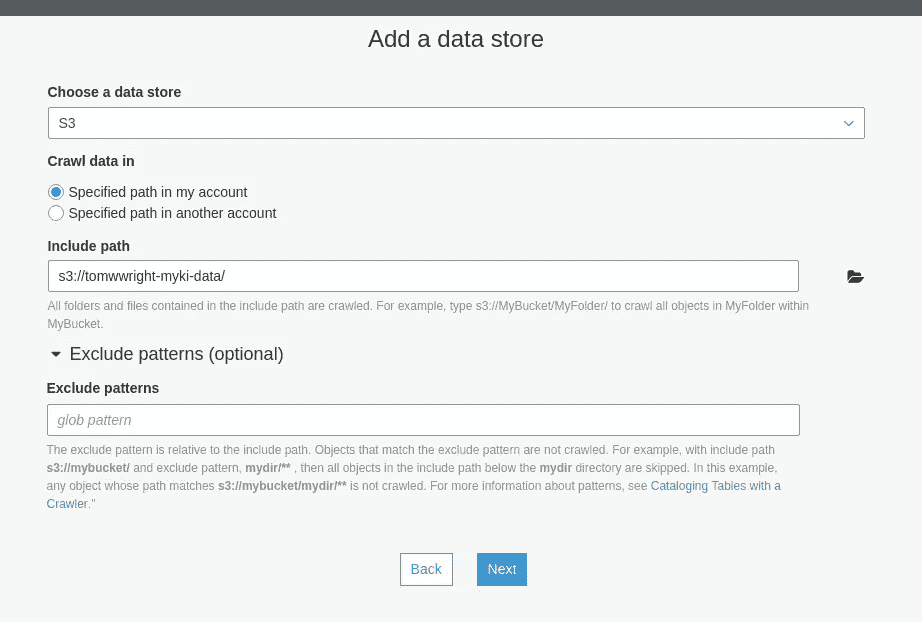 Add a data store
Choose a data store
S3
Crawl data in
Specified path in my account
Specified path in another account
Include path
s3://tomwwright-myki-data/
All folders and files contained in the include path are crawled. For example, type s3://MyBucket/MyFolder/ to crawl all objects in MyFolder within
MyBucket.
Exclude patterns (optional)
Exclude patterns
glob pattern
The exclude pattern is relative to the include path. Objects that match the exclude pattern are not crawled. For example, with include path
s3://mybucket/ and exclude pattern, mydir/** , then all objects in the include path below the mydir directory are skipped. In this example,
any object whose path matches s3://mybucket/mydir/** is not crawled. For more information about patterns, see Cataloging Tables with a
Crawler."
Back Next